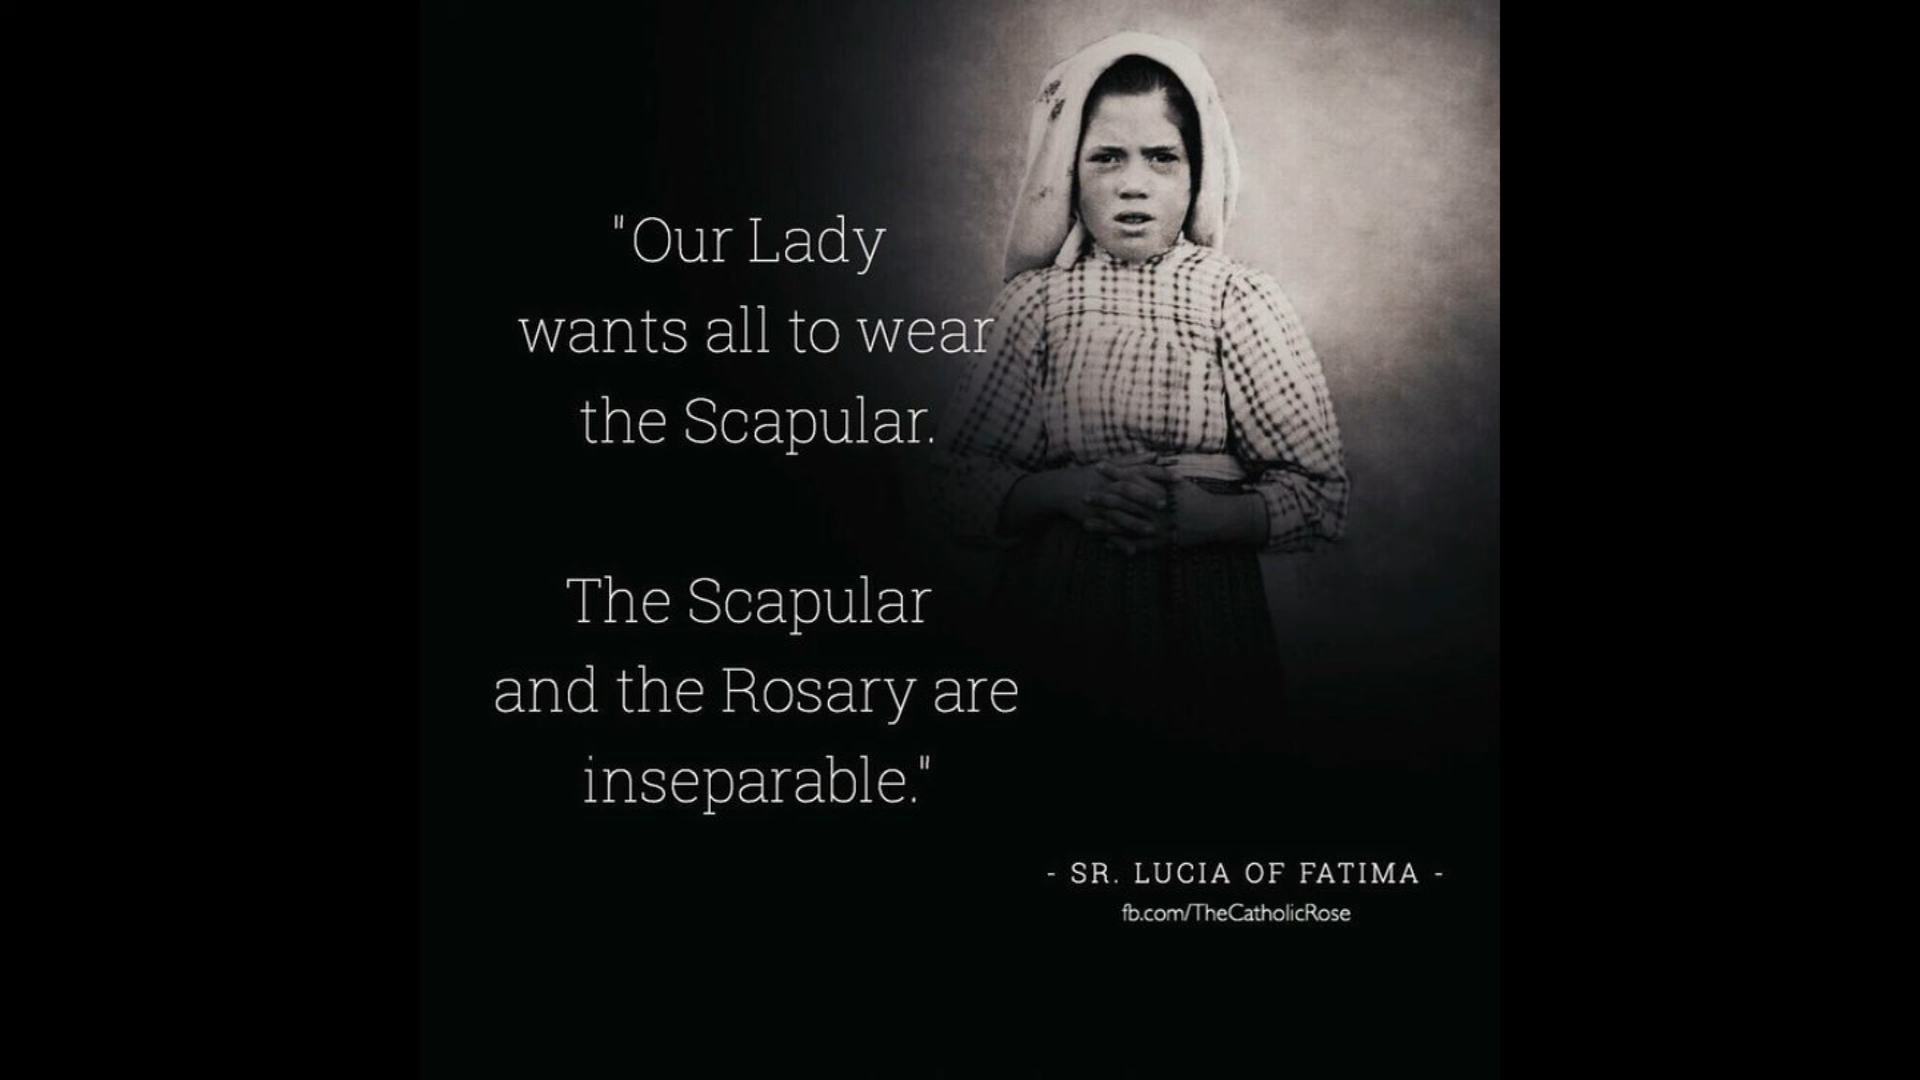 "Our Lady
wants all to wear
the Scapular.
The Scapular
and the Rosary are
inseparable."
- SR. LUCIA OF FATIMA -
fb.com/TheCatholicRose